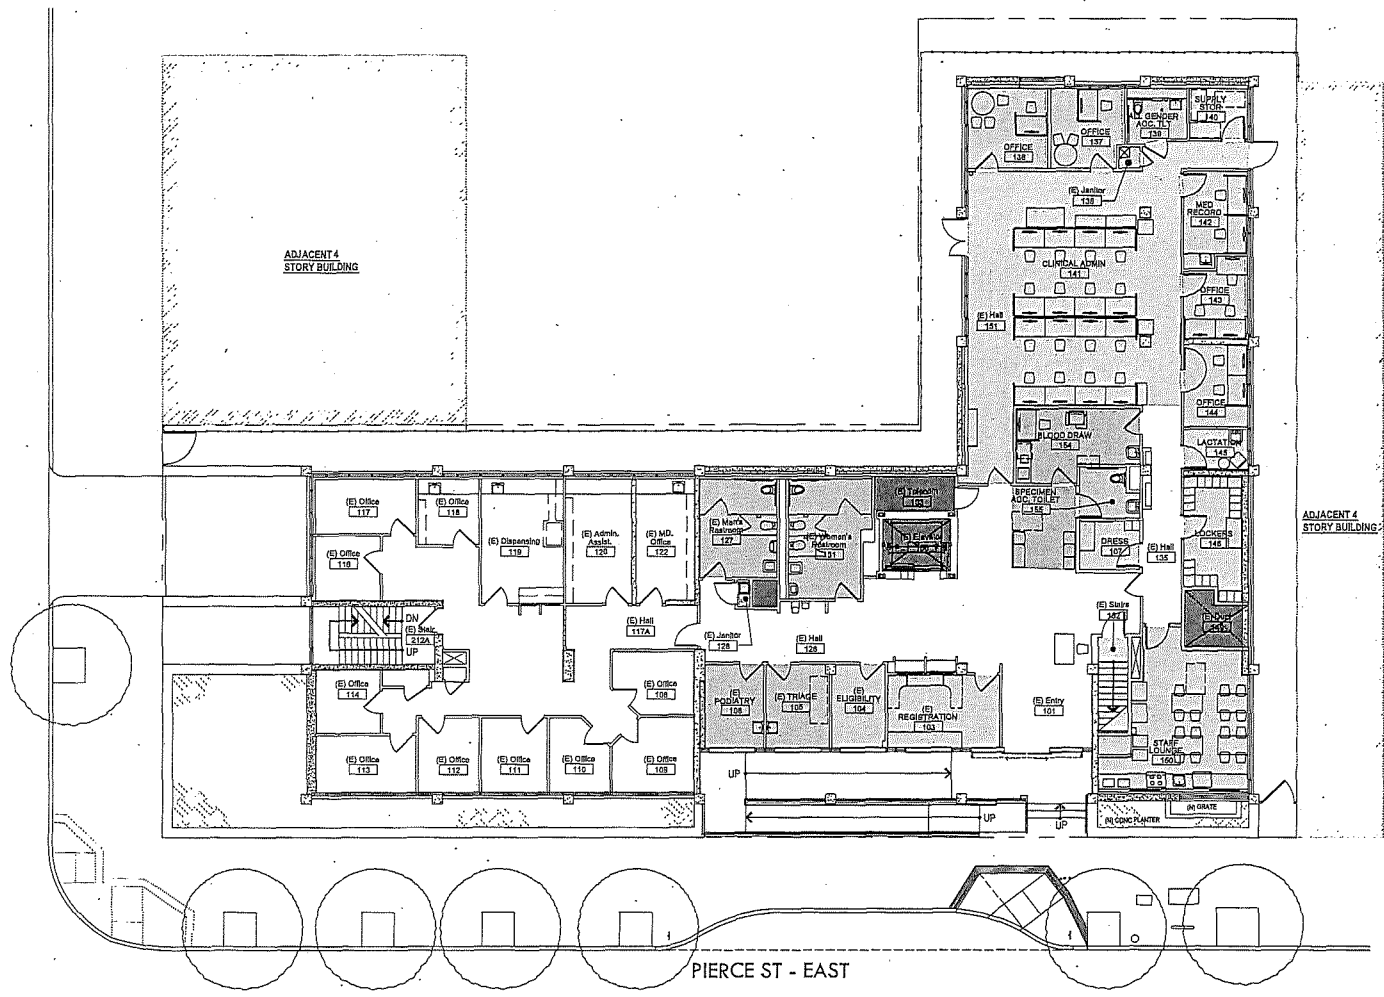 SUPPLY
STOR.
140
ALL GENDER
ACC. TLT
139
OFFICE
137
OFFICE
136
(E) Janitor
138
MED
RECORD
142
ADJACENT 4
STORY BUILDING
CLINICAL ADMIN
141
OFFICE
143
(E) Hall
151
OFFICE
144
BLOOD DRAW
154
LACTATION
145
SPECIMEN
ACC. TOILET
155
ADJACENT 4
STORY BUILDING
(E) Office
117
(E) Office
118
(E) Telecom
(E) Men's
Restroom
127
(E) Women's
Restroom
131
(E) Elevator
(E) Dispensing
119
(E) Admin.
Assist.
120
(E) MD.
Office
122
LOCKERS
146
DRESS
107
(E) Hall
135
(E) Office
116
(E) Stairs
152
(E) Duct
DN
(E) Stair
212A
UP
(E) Hall
117A
(E) Janitor
128
(E) Hall
126
(E) Office
114
(E) Office
108
(E)
PODIATRY
106
(E) TRIAGE
105
(E)
ELIGIBILITY
104
(E)
REGISTRATION
103
(E) Entry
101
STAFF
LOUNGE
150
(E) Office
113
(E) Office
112
(E) Office
111
(E) Office
110
(E) Office
109
UP
UP
UP
(N) GRATE
(N) CONC PLANTER
PIERCE ST - EAST